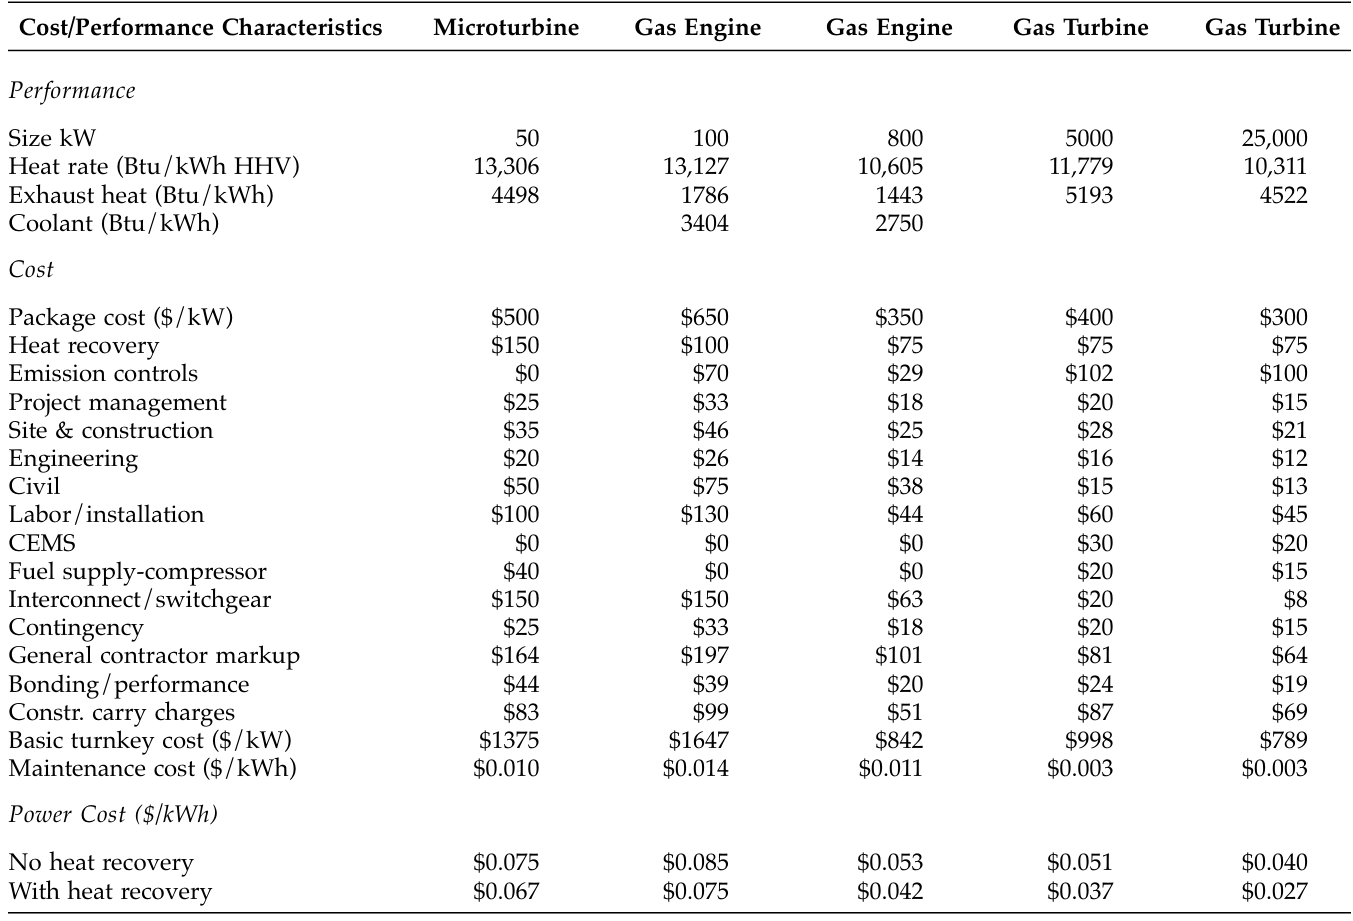 Cost/Performance Characteristics Microturbine Gas Engine Gas Engine Gas Turbine Gas Turbine
Performance
Size kW 50 100 800 5000 25,000
Heat rate (Btu/kWh HHV) 13,306 13,127 10,605 11,779 10,311
Exhaust heat (Btu/kWh) 4498 1786 1443 5193 4522
Coolant (Btu/kWh) 3404 2750
Cost
Package cost ($/kW) $500 $650 $350 $400 $300
Heat recovery $150 $100 $75 $75 $75
Emission controls $0 $70 $29 $102 $100
Project management $25 $33 $18 $20 $15
Site & construction $35 $46 $25 $28 $21
Engineering $20 $26 $14 $16 $12
Civil $50 $75 $38 $15 $13
Labor/installation $100 $130 $44 $60 $45
CEMS $0 $0 $0 $30 $20
Fuel supply-compressor $40 $0 $0 $20 $15
Interconnect/switchgear $150 $150 $63 $20 $8
Contingency $25 $33 $18 $20 $15
General contractor markup $164 $197 $101 $81 $64
Bonding/performance $44 $39 $20 $24 $19
Constr. carry charges $83 $99 $51 $87 $69
Basic turnkey cost ($/kW) $1375 $1647 $842 $998 $789
Maintenance cost ($/kWh) $0.010 $0.014 $0.011 $0.003 $0.003
Power Cost ($/kWh)
No heat recovery $0.075 $0.085 $0.053 $0.051 $0.040
With heat recovery $0.067 $0.075 $0.042 $0.037 $0.027